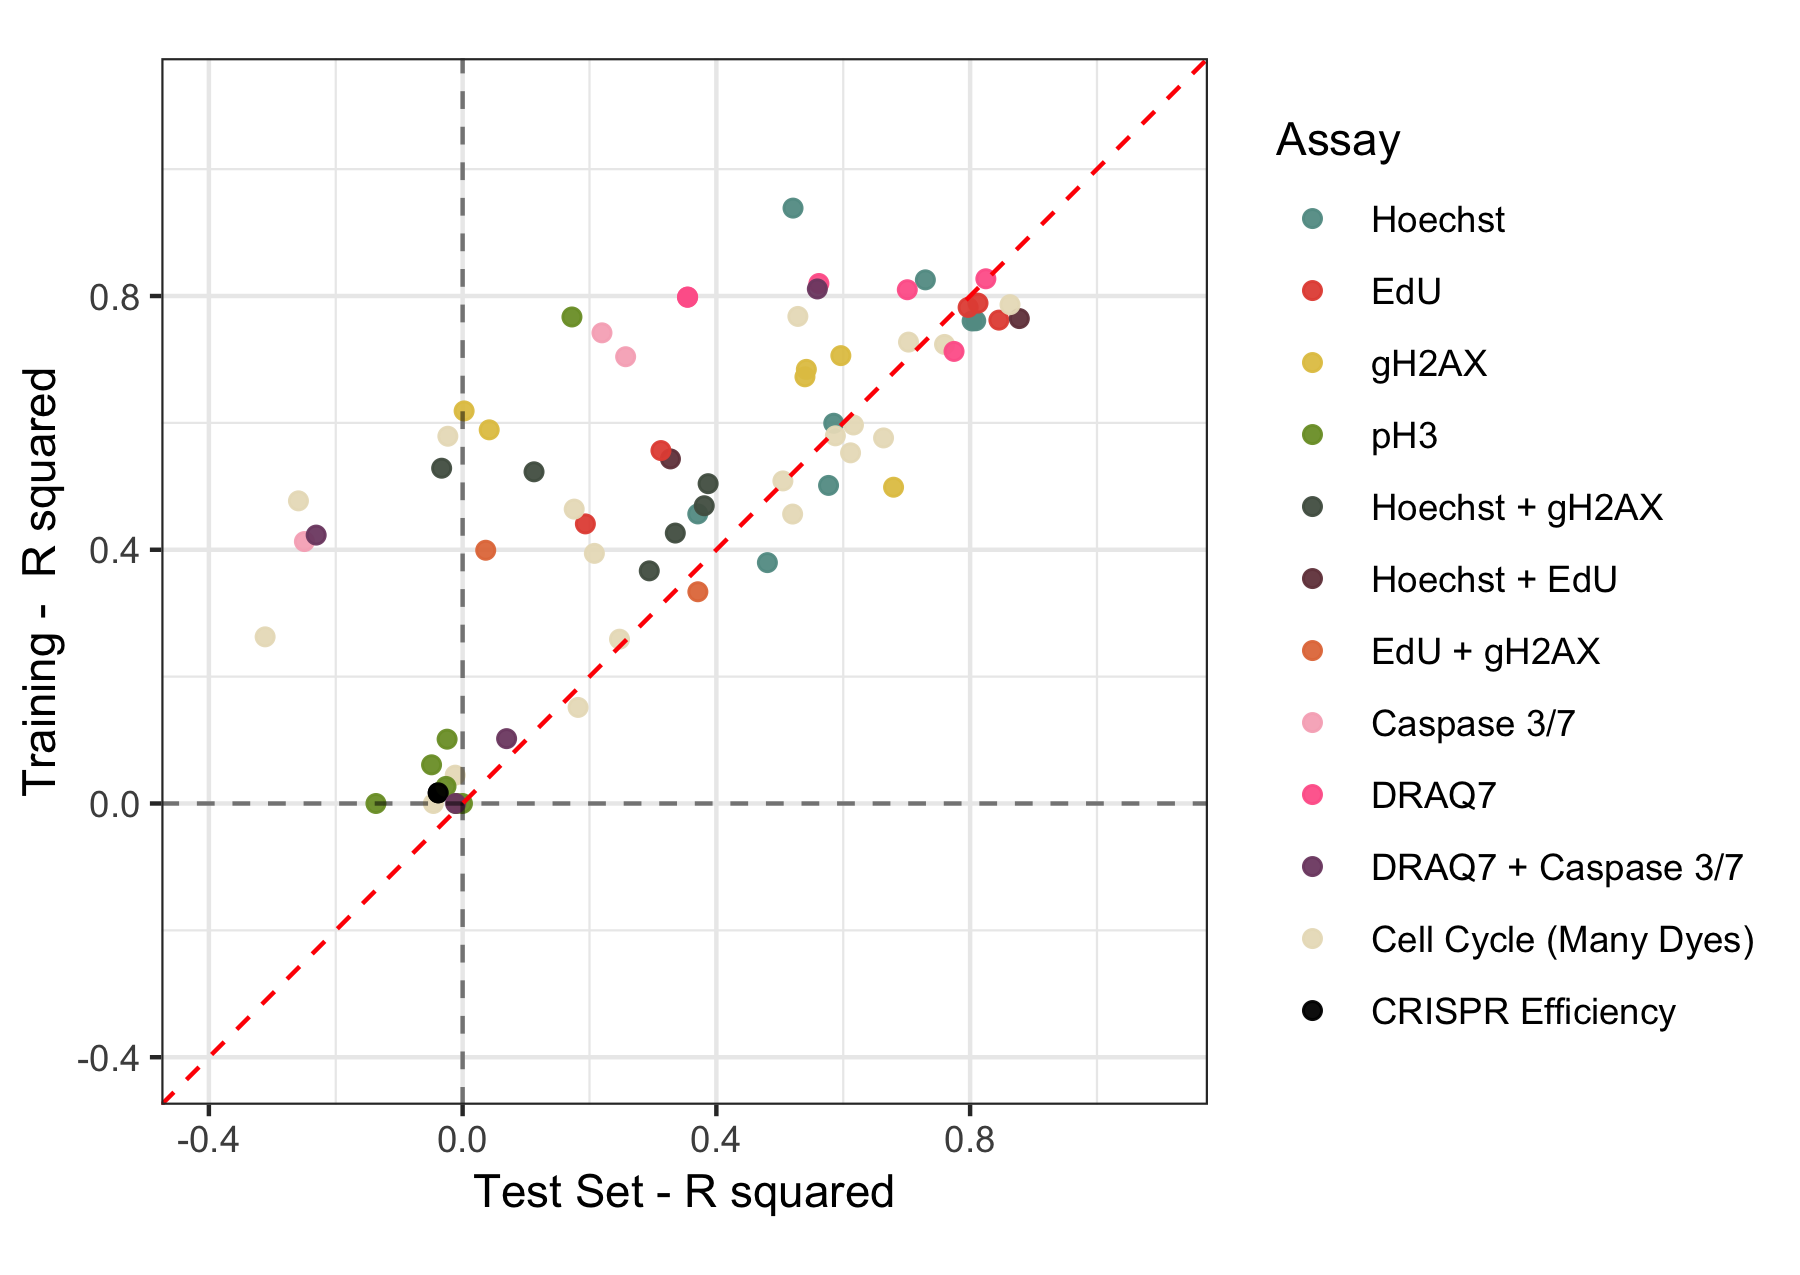 Training - R squared
0.8
0.4
0.0
-0.4
-0.4
0.0
0.4
0.8
Test Set - R squared
Assay
Hoechst
EdU
gH2AX
pH3
Hoechst + gH2AX
Hoechst + EdU
EdU + gH2AX
Caspase 3/7
DRAQ7
DRAQ7 + Caspase 3/7
Cell Cycle (Many Dyes)
CRISPR Efficiency